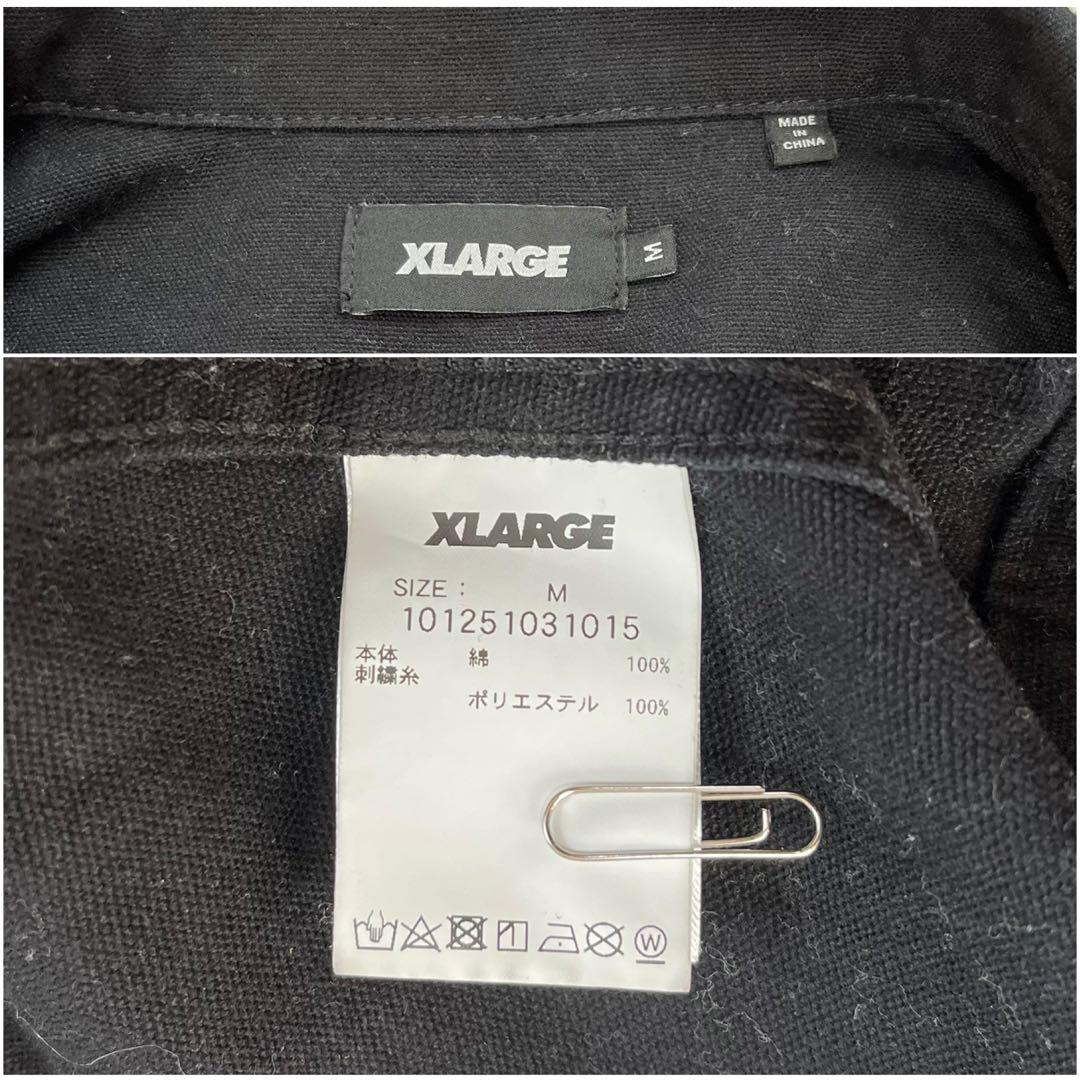 MADE
IN
CHINA
XLARGE
M
XLARGE
SIZE : M
101251031015
本体 綿 100%
刺繍糸
ポリエステル 100%
W